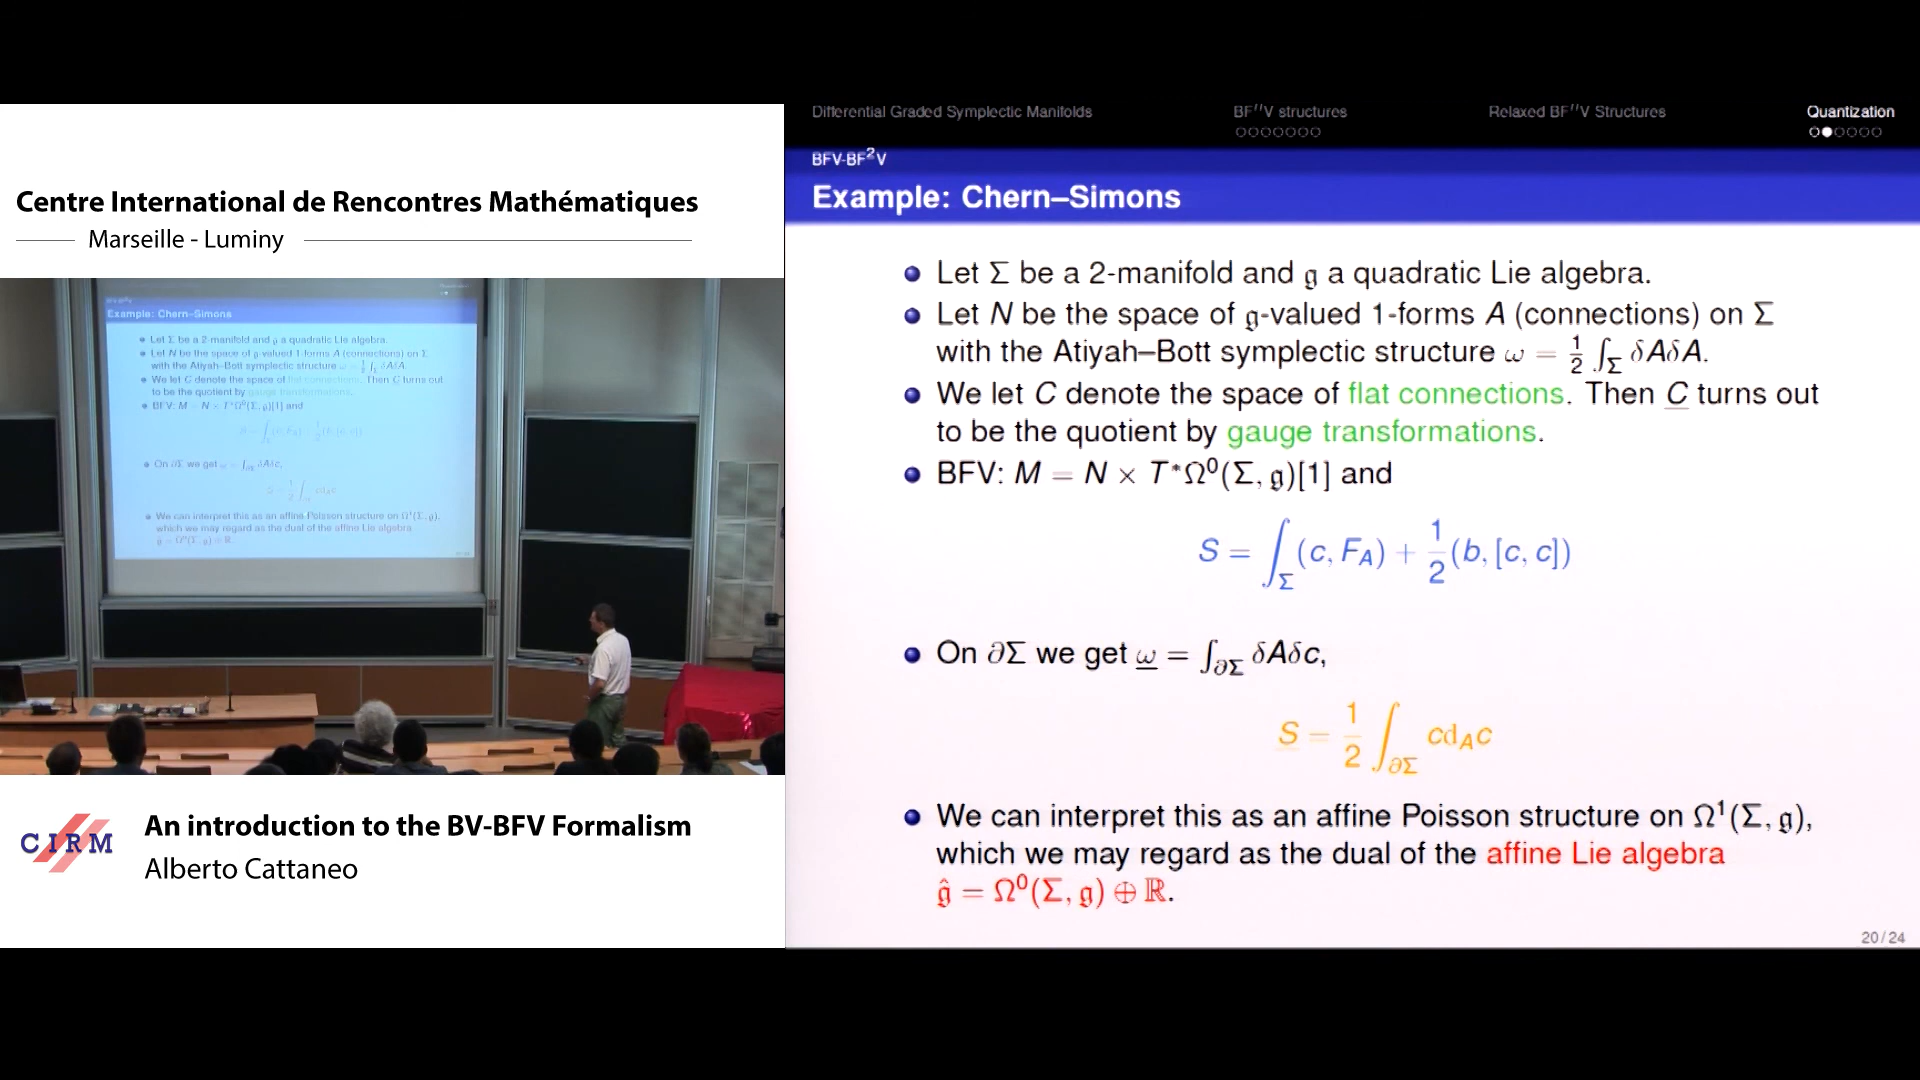 Centre International de Rencontres Mathématiques
Marseille - Luminy
CIRM
An introduction to the BV-BFV Formalism
Alberto Cattaneo
Differential Graded Symplectic Manifolds
BF′′V structures
Relaxed BF′′V Structures
Quantization
BFV-BF²V
Example: Chern–Simons
Let Σ be a 2-manifold and 𝔤 a quadratic Lie algebra.
Let N be the space of 𝔤-valued 1-forms A (connections) on Σ
with the Atiyah–Bott symplectic structure ω = 1/2 ∫_Σ δAδA.
We let C denote the space of flat connections. Then C̲ turns out
to be the quotient by gauge transformations.
BFV: M = N × T*Ω⁰(Σ, 𝔤)[1] and
S = ∫_Σ (c, F_A) + 1/2 (b, [c, c])
On ∂Σ we get ω̲ = ∫_∂Σ δAδc,
S̲ = 1/2 ∫_∂Σ cd_Ac
We can interpret this as an affine Poisson structure on Ω¹(Σ, 𝔤),
which we may regard as the dual of the affine Lie algebra
𝔤̂ = Ω⁰(Σ, 𝔤) ⊕ ℝ.
20 / 24